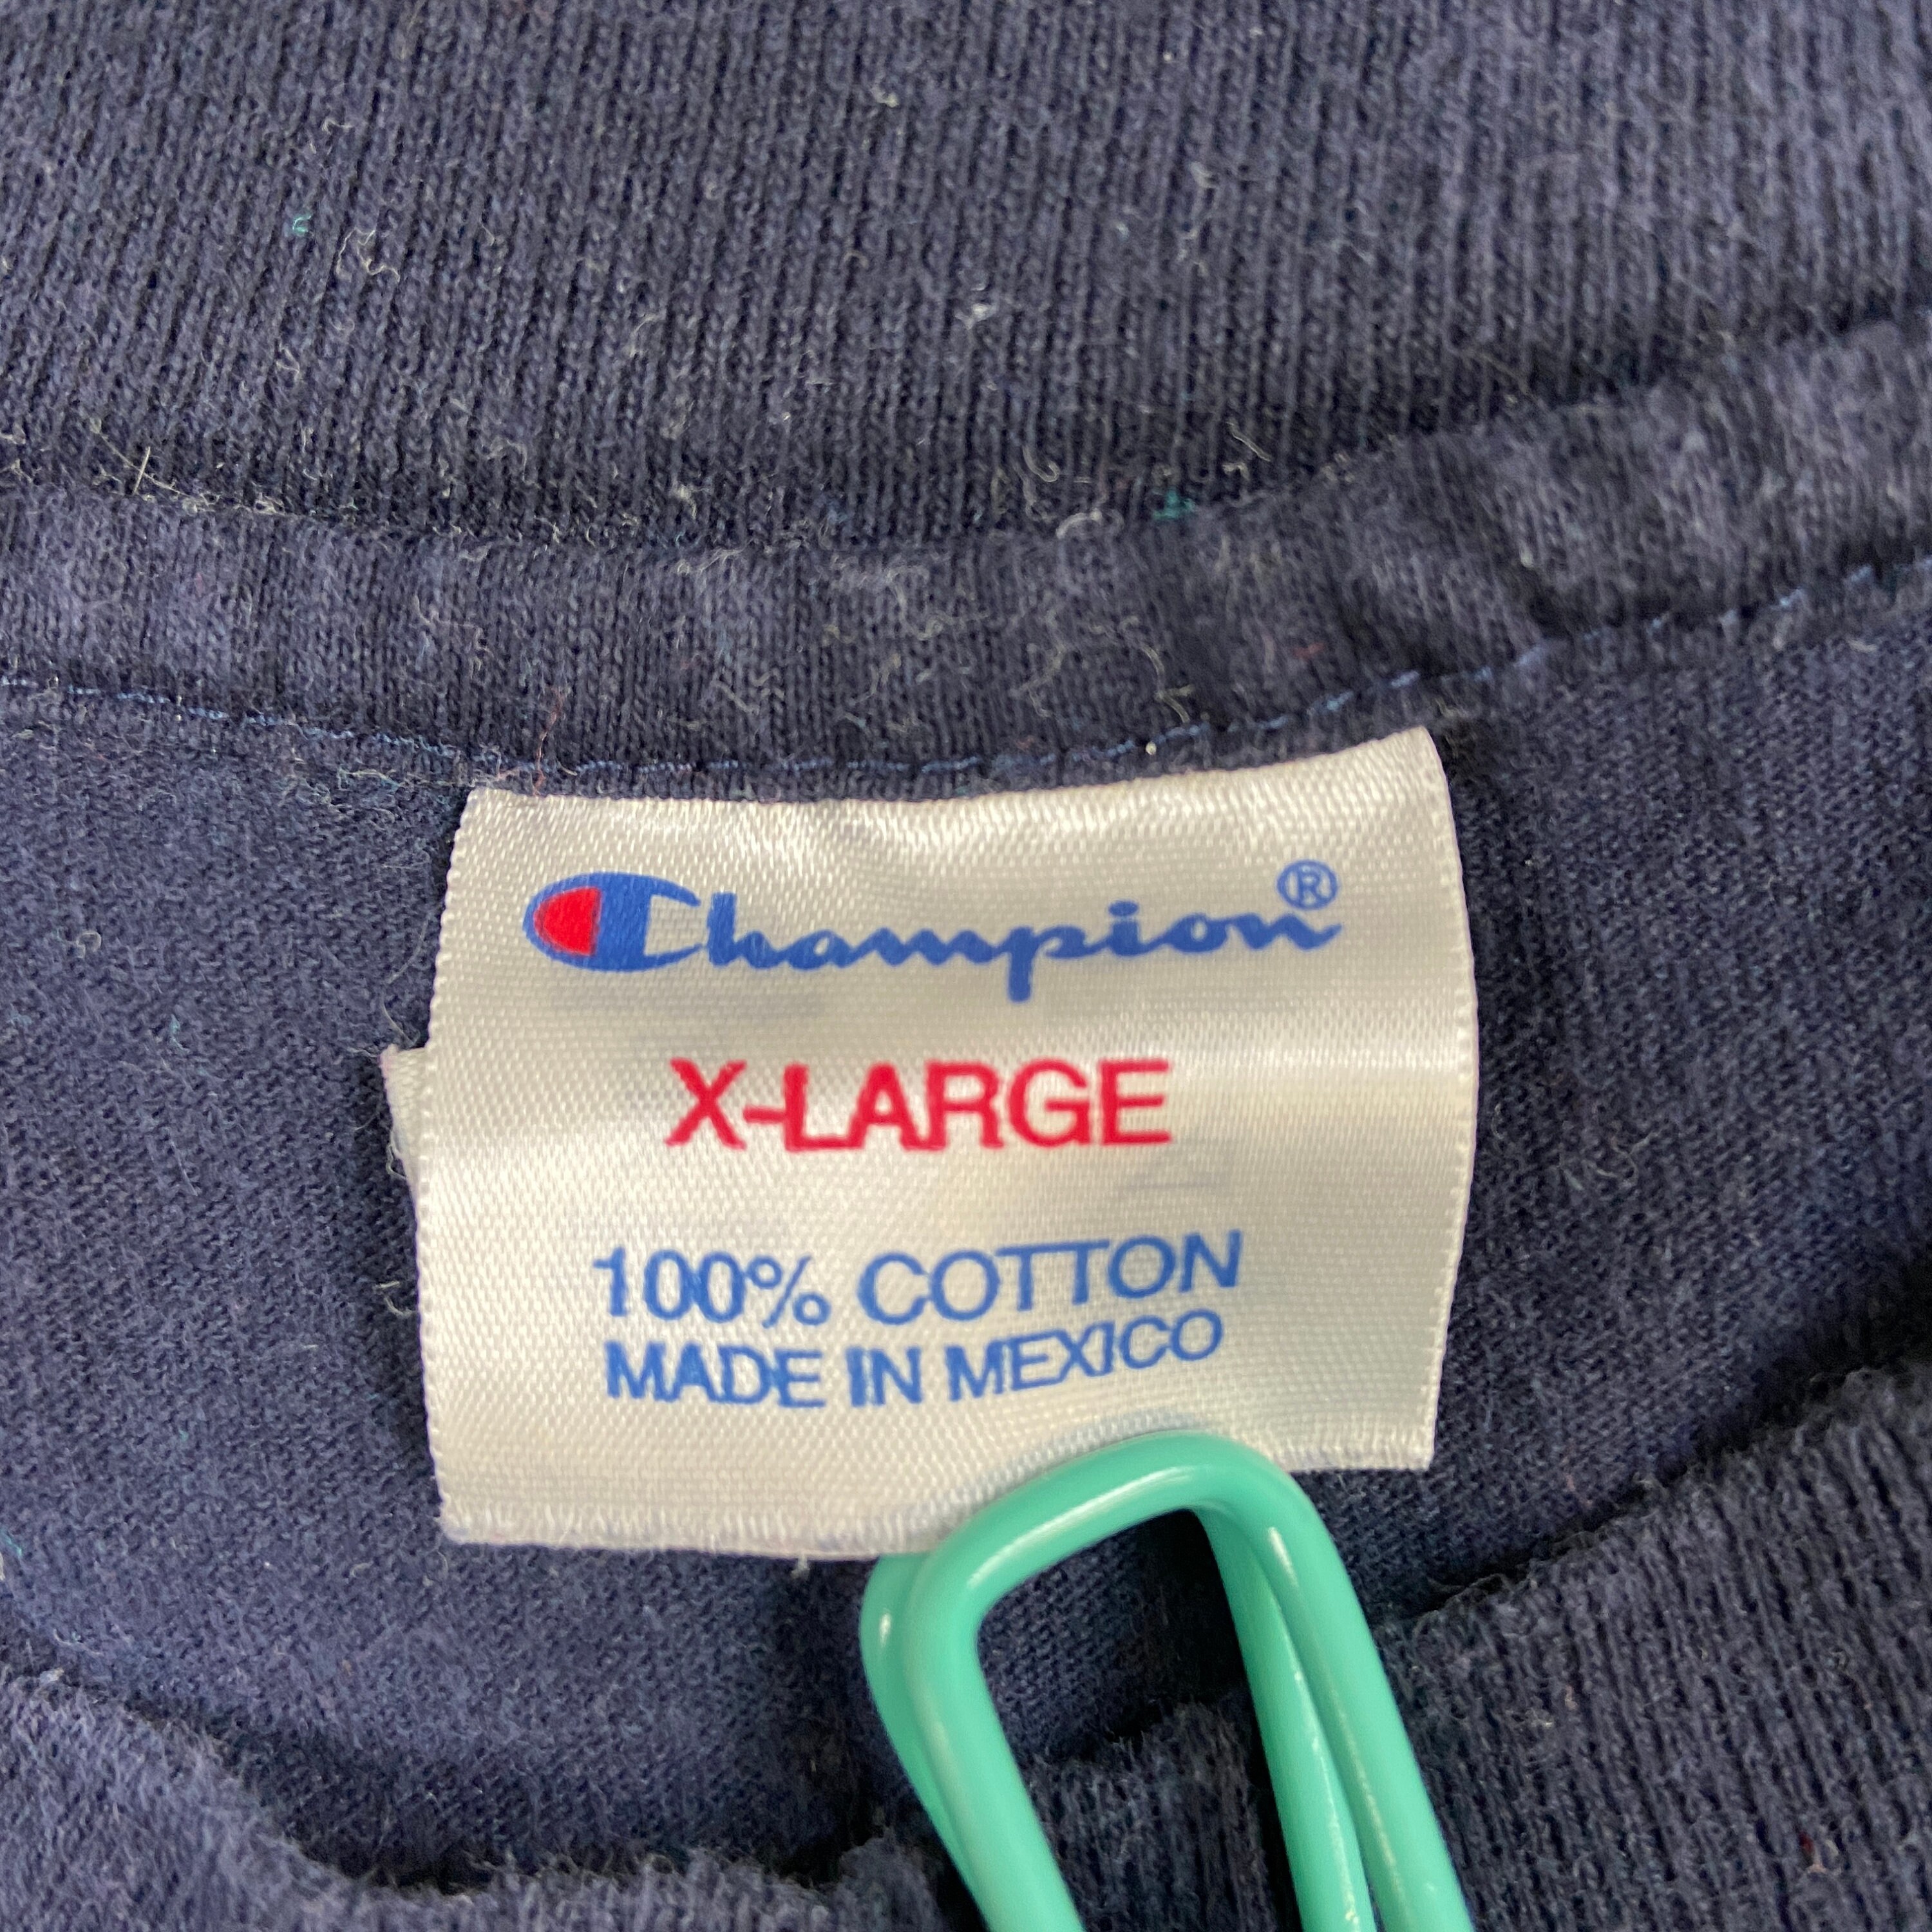 Champion®
X-LARGE
100% COTTON
MADE IN MEXICO